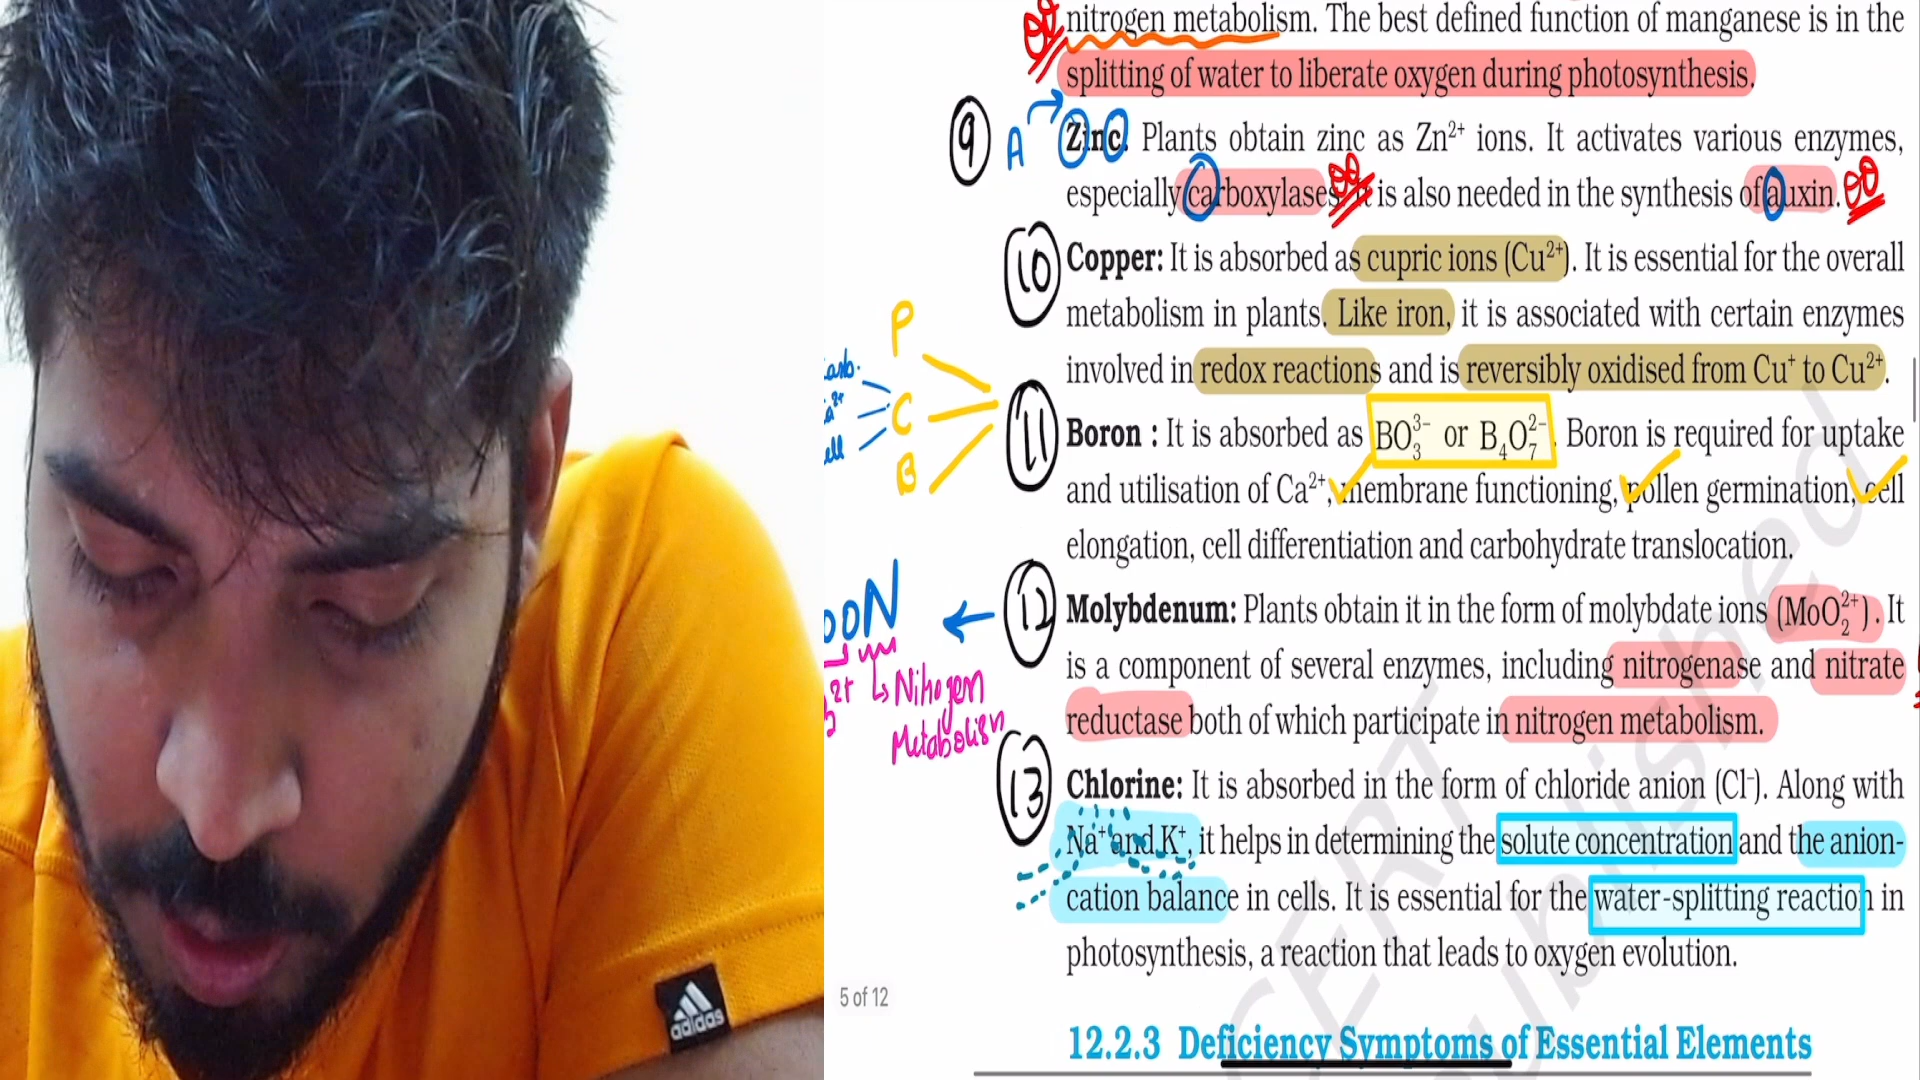 nitrogen metabolism. The best defined function of manganese is in the
splitting of water to liberate oxygen during photosynthesis.
9 A Zinc. Plants obtain zinc as Zn²⁺ ions. It activates various enzymes,
especially carboxylases. It is also needed in the synthesis of auxin.
10 Copper: It is absorbed as cupric ions (Cu²⁺). It is essential for the overall
metabolism in plants. Like iron, it is associated with certain enzymes
involved in redox reactions and is reversibly oxidised from Cu⁺ to Cu²⁺.
P
C
B
11 Boron : It is absorbed as BO₃³⁻ or B₄O₇²⁻. Boron is required for uptake
and utilisation of Ca²⁺, membrane functioning, pollen germination, cell
elongation, cell differentiation and carbohydrate translocation.
12 Molybdenum: Plants obtain it in the form of molybdate ions (MoO₂²⁺). It
is a component of several enzymes, including nitrogenase and nitrate
reductase both of which participate in nitrogen metabolism.
OON
2+ Nitrogen
Metabolism
13 Chlorine: It is absorbed in the form of chloride anion (Cl⁻). Along with
Na⁺ and K⁺, it helps in determining the solute concentration and the anion-
cation balance in cells. It is essential for the water-splitting reaction in
photosynthesis, a reaction that leads to oxygen evolution.
5 of 12
12.2.3 Deficiency Symptoms of Essential Elements
adidas